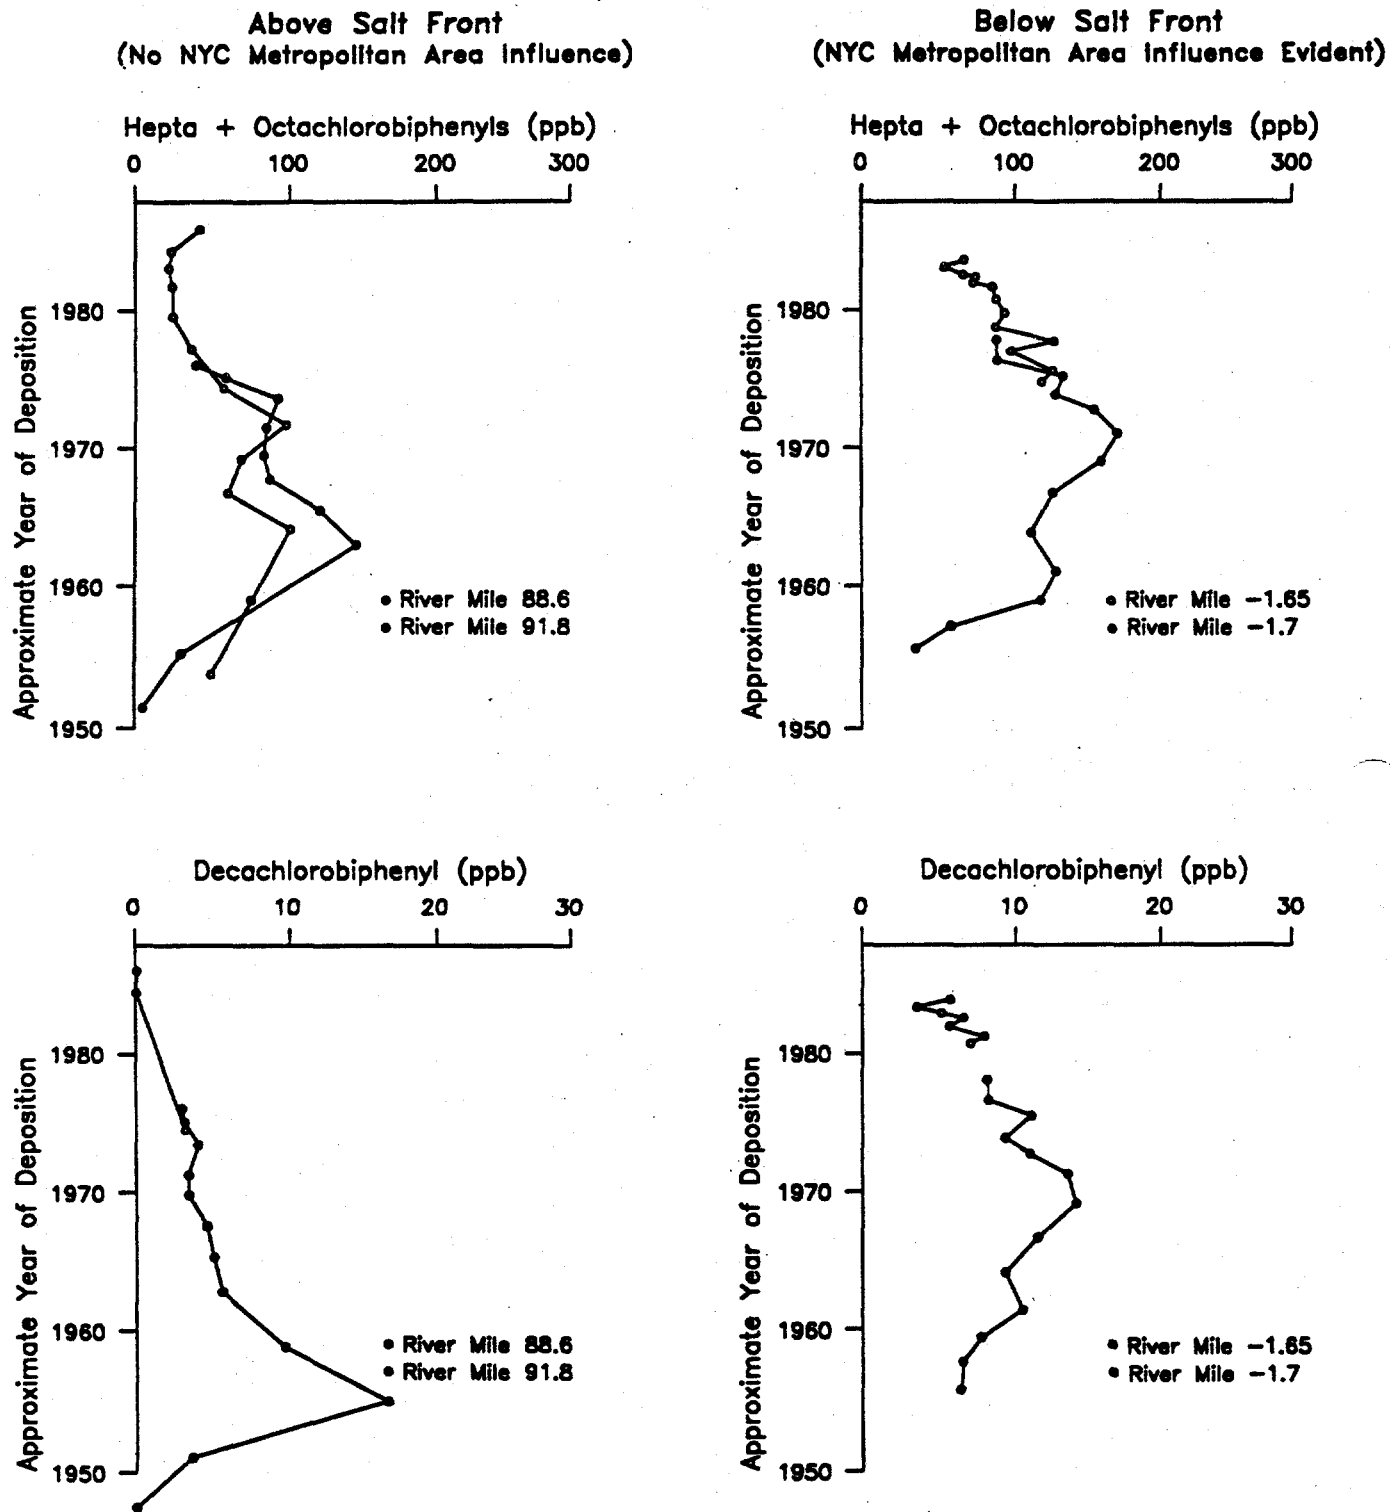 Above Salt Front
(No NYC Metropolitan Area Influence)
Hepta + Octachlorobiphenyls (ppb)
0 100 200 300
Approximate Year of Deposition
1980
1970
1960
1950
River Mile 88.6
River Mile 91.8
Below Salt Front
(NYC Metropolitan Area Influence Evident)
Hepta + Octachlorobiphenyls (ppb)
0 100 200 300
Approximate Year of Deposition
1980
1970
1960
1950
River Mile -1.65
River Mile -1.7
Decachlorobiphenyl (ppb)
0 10 20 30
Approximate Year of Deposition
1980
1970
1960
1950
River Mile 88.6
River Mile 91.8
Decachlorobiphenyl (ppb)
0 10 20 30
Approximate Year of Deposition
1980
1970
1960
1950
River Mile -1.65
River Mile -1.7